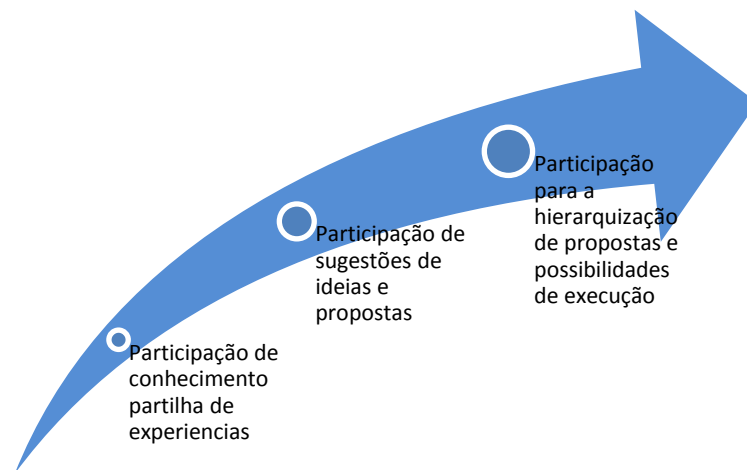 Participação de
conhecimento
partilha de
experiencias
Participação de
sugestões de
ideias e
propostas
Participação
para a
hierarquização
de propostas e
possibilidades
de execução